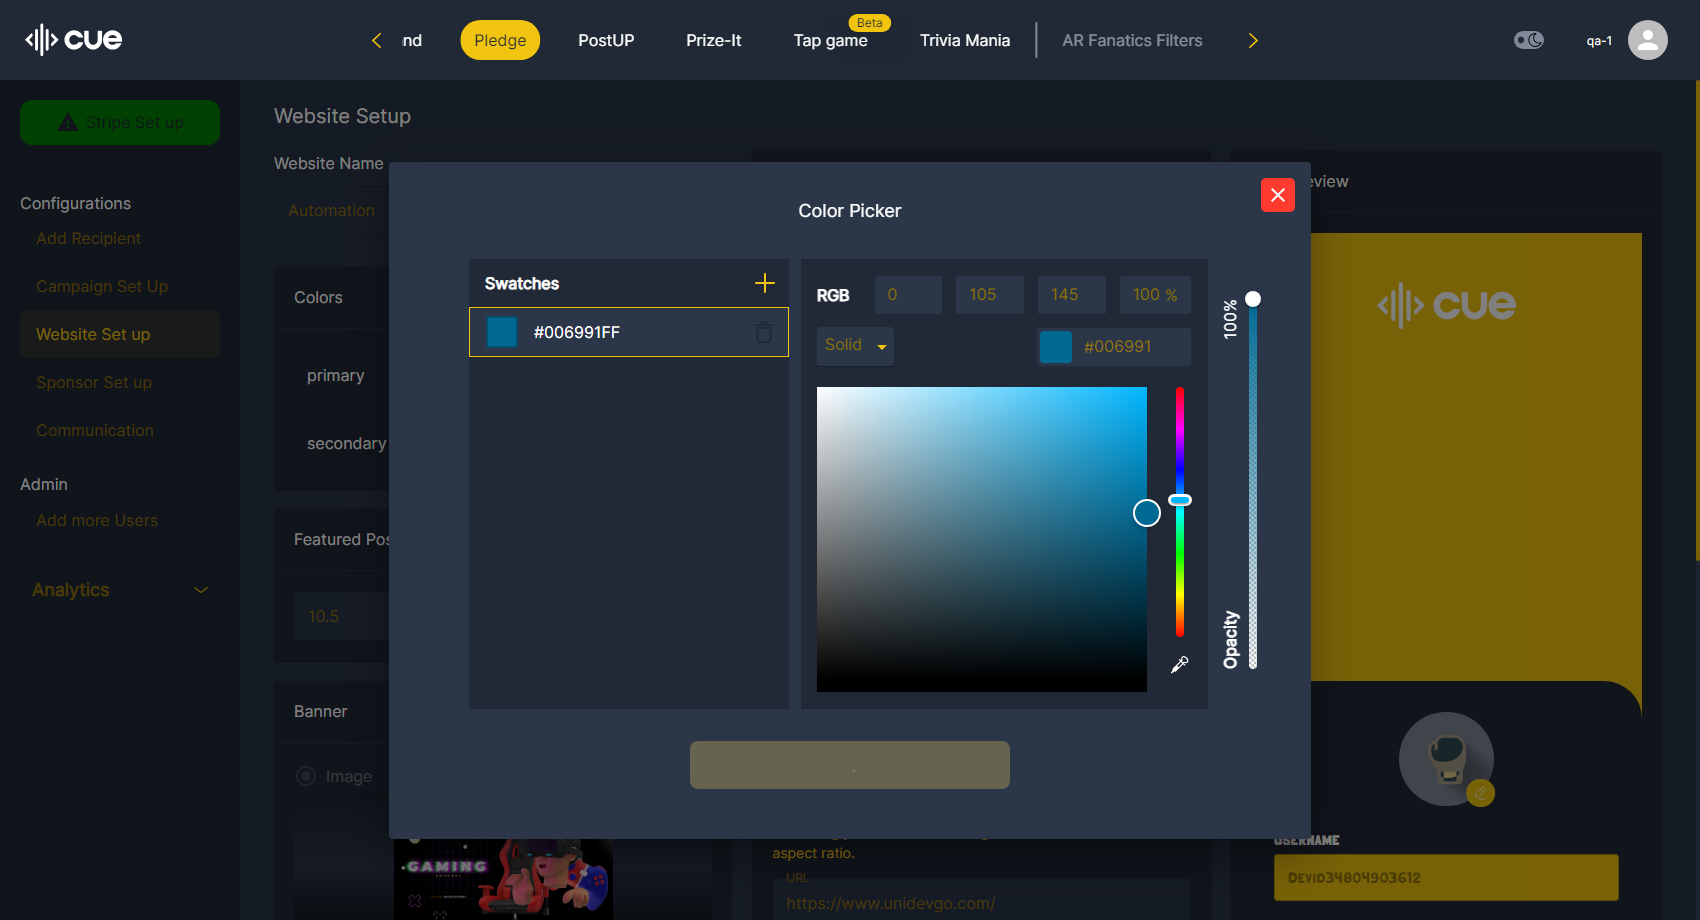 cue
nd
Pledge
PostUP
Prize-It
Tap game
Beta
Trivia Mania
AR Fanatics Filters
qa-1
Stripe Set up
Configurations
Add Recipient
Campaign Set Up
Website Set up
Sponsor Set up
Communication
Admin
Add more Users
Analytics
Website Setup
Website Name
Automation
Colors
primary
secondary
Featured Pos
10.5
Banner
Image
GAMING
Color Picker
Swatches
#006991FF
RGB
0
105
145
100 %
Solid
#006991
100%
Opacity
aspect ratio.
URL
https://www.unidevgo.com/
eview
cue
USERNAME
DEVID34804903612